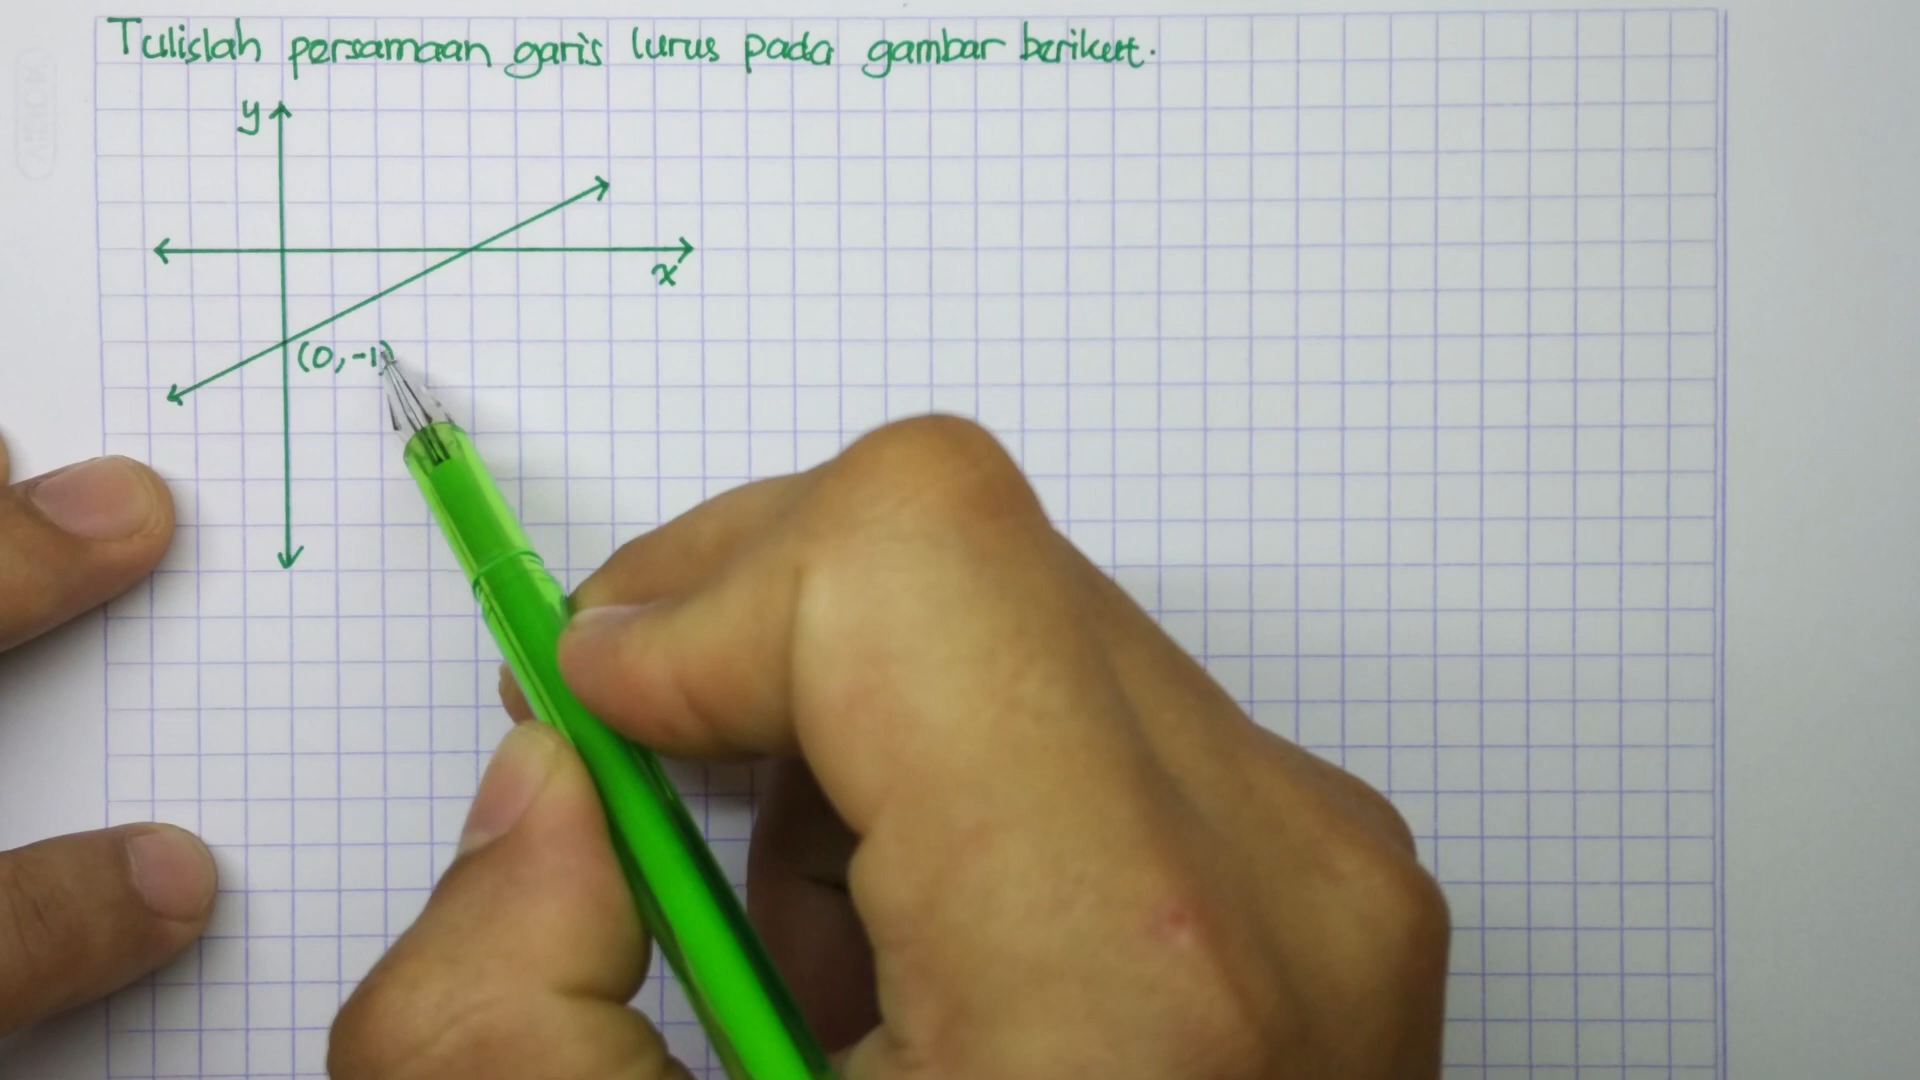 Tulislah persamaan garis lurus pada gambar berikut.
y
x
(0,-1)